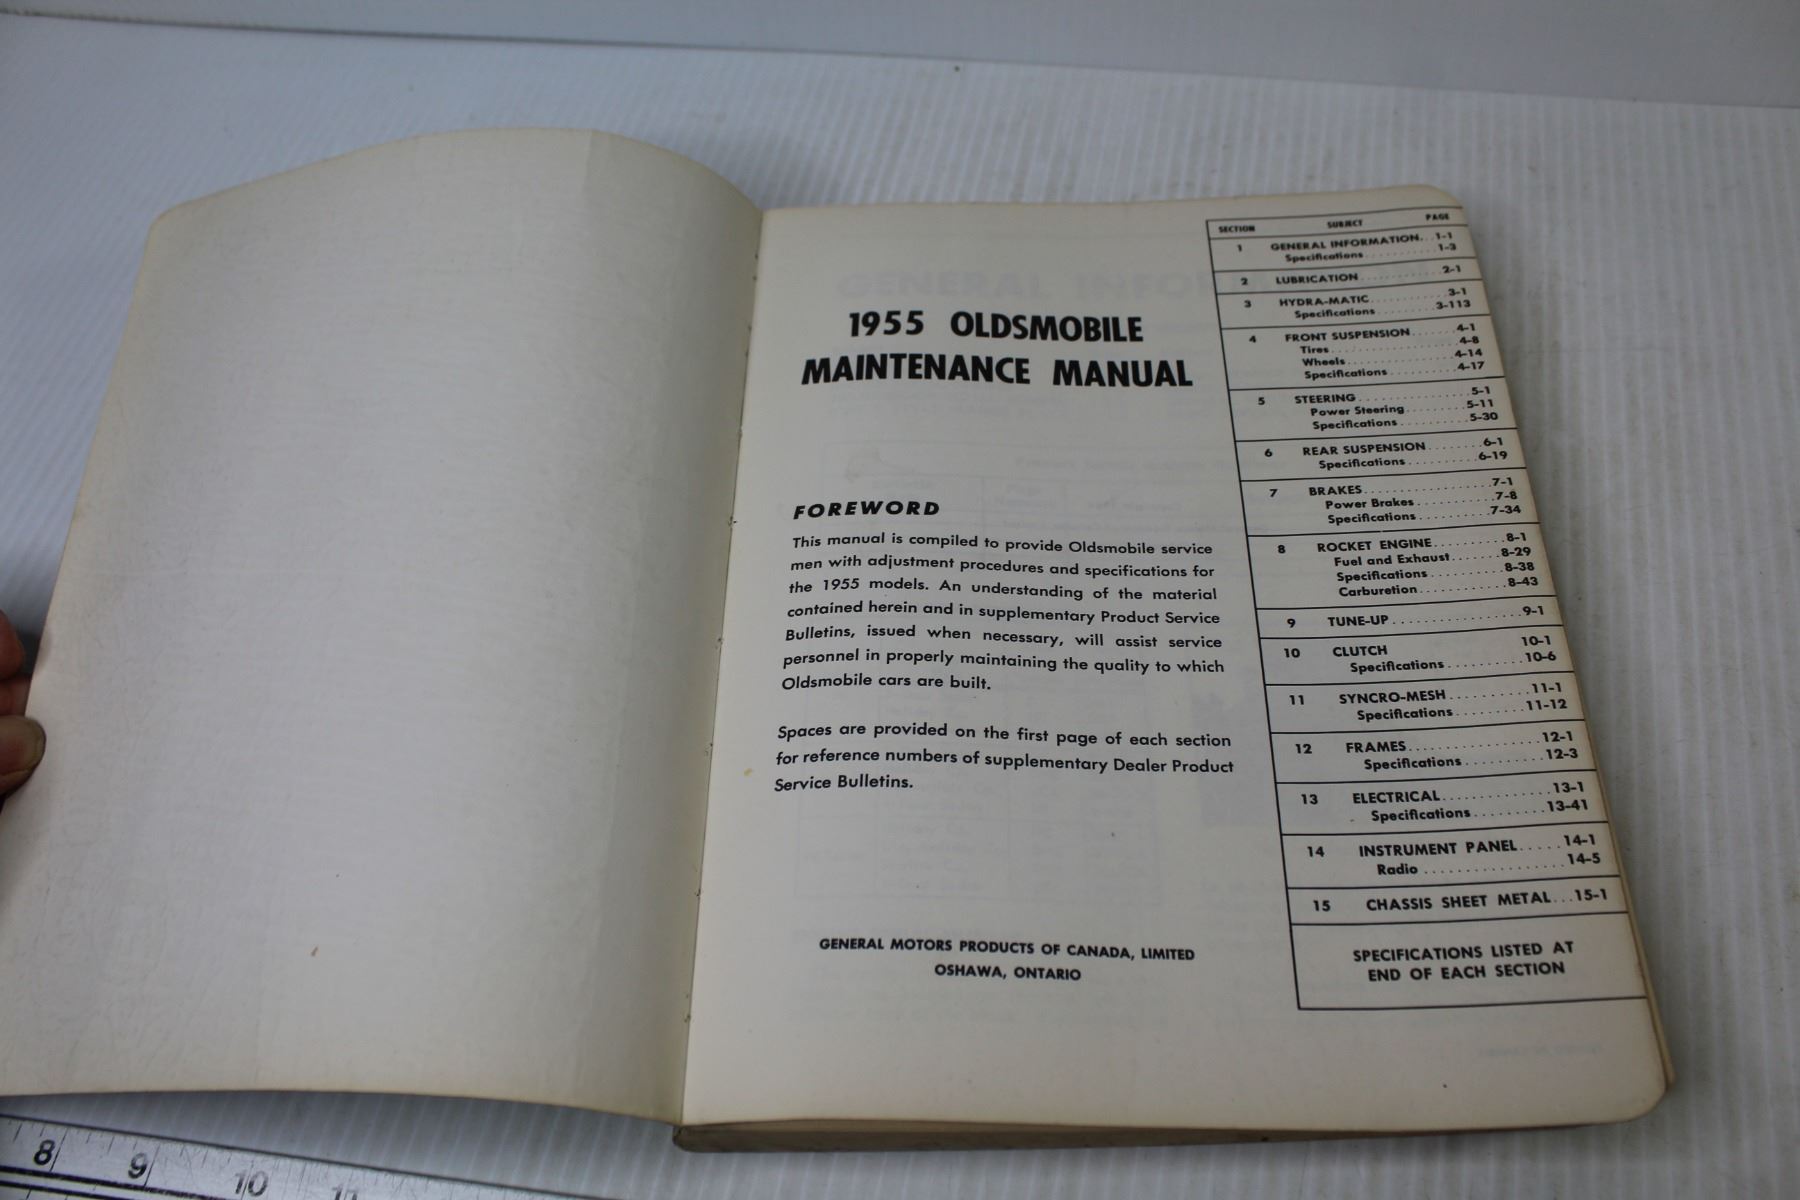 1955 OLDSMOBILE
MAINTENANCE MANUAL
FOREWORD
This manual is compiled to provide Oldsmobile service
men with adjustment procedures and specifications for
the 1955 models. An understanding of the material
contained herein and in supplementary Product Service
Bulletins, issued when necessary, will assist service
personnel in properly maintaining the quality to which
Oldsmobile cars are built.
Spaces are provided on the first page of each section
for reference numbers of supplementary Dealer Product
Service Bulletins.
GENERAL MOTORS PRODUCTS OF CANADA, LIMITED
OSHAWA, ONTARIO
SECTION SUBJECT PAGE
1 GENERAL INFORMATION...1-1
Specifications..........1-3
2 LUBRICATION............2-1
3 HYDRA-MATIC...........3-1
Specifications.........3-113
4 FRONT SUSPENSION.......4-1
Tires..................4-8
Wheels...............4-14
Specifications..........4-17
5 STEERING................5-1
Power Steering.........5-11
Specifications..........5-30
6 REAR SUSPENSION........6-1
Specifications..........6-19
7 BRAKES..................7-1
Power Brakes...........7-8
Specifications..........7-34
8 ROCKET ENGINE..........8-1
Fuel and Exhaust.......8-29
Specifications..........8-38
Carburetion............8-43
9 TUNE-UP................9-1
10 CLUTCH 10-1
Specifications..........10-6
11 SYNCRO-MESH..........11-1
Specifications.........11-12
12 FRAMES................12-1
Specifications..........12-3
13 ELECTRICAL.............13-1
Specifications.........13-41
14 INSTRUMENT PANEL.....14-1
Radio.................14-5
15 CHASSIS SHEET METAL...15-1
SPECIFICATIONS LISTED AT
END OF EACH SECTION
8 9 10 11